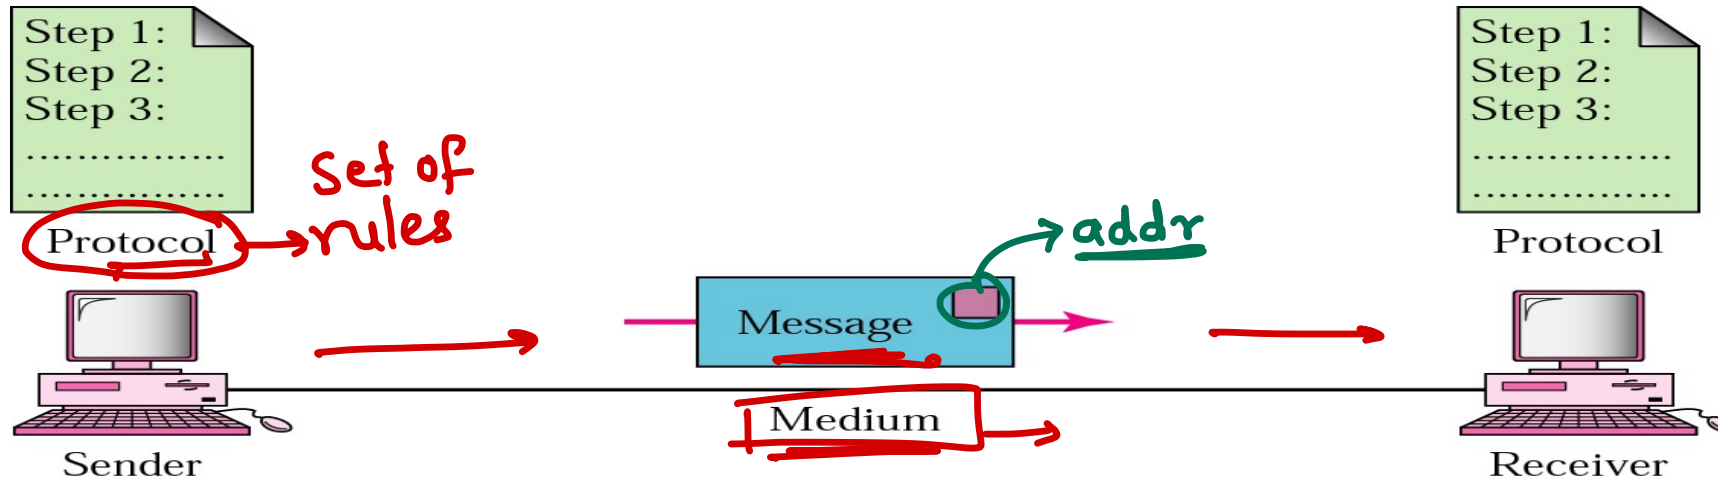 Step 1:
Step 2:
Step 3:
................
................
Protocol
set of
rules
Step 1:
Step 2:
Step 3:
................
................
Protocol
addr
Message
Medium
Sender
Receiver